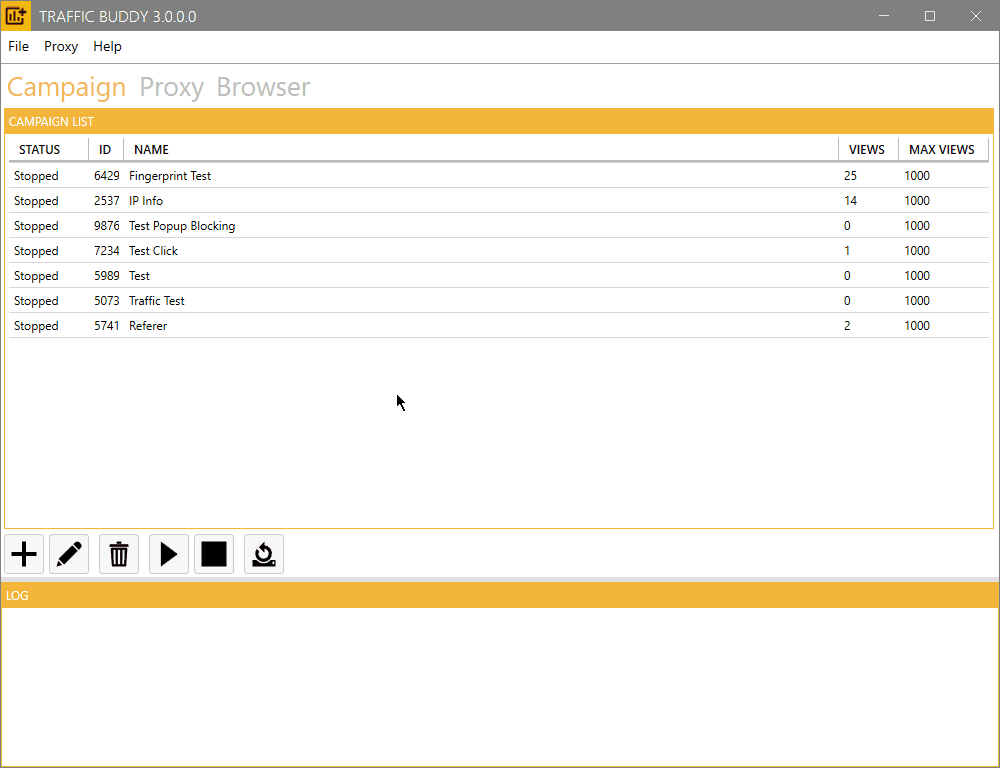 TRAFFIC BUDDY 3.0.0.0
File Proxy Help
Campaign Proxy Browser
CAMPAIGN LIST
STATUS ID NAME VIEWS MAX VIEWS
Stopped 6429 Fingerprint Test 25 1000
Stopped 2537 IP Info 14 1000
Stopped 9876 Test Popup Blocking 0 1000
Stopped 7234 Test Click 1 1000
Stopped 5989 Test 0 1000
Stopped 5073 Traffic Test 0 1000
Stopped 5741 Referer 2 1000
LOG